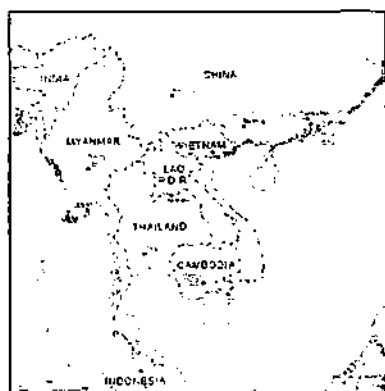 CHINA
INDIA
MYANMAR
VIETNAM
LAO
P.D.R.
THAILAND
CAMBODIA
INDONESIA